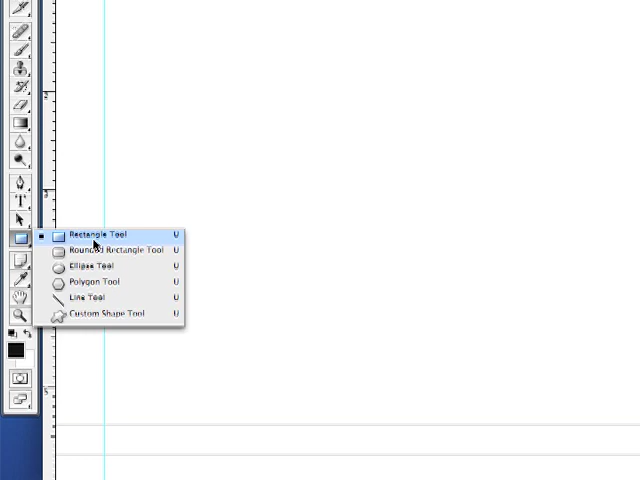 Rectangle Tool U
Rounded Rectangle Tool U
Ellipse Tool U
Polygon Tool U
Line Tool U
Custom Shape Tool U